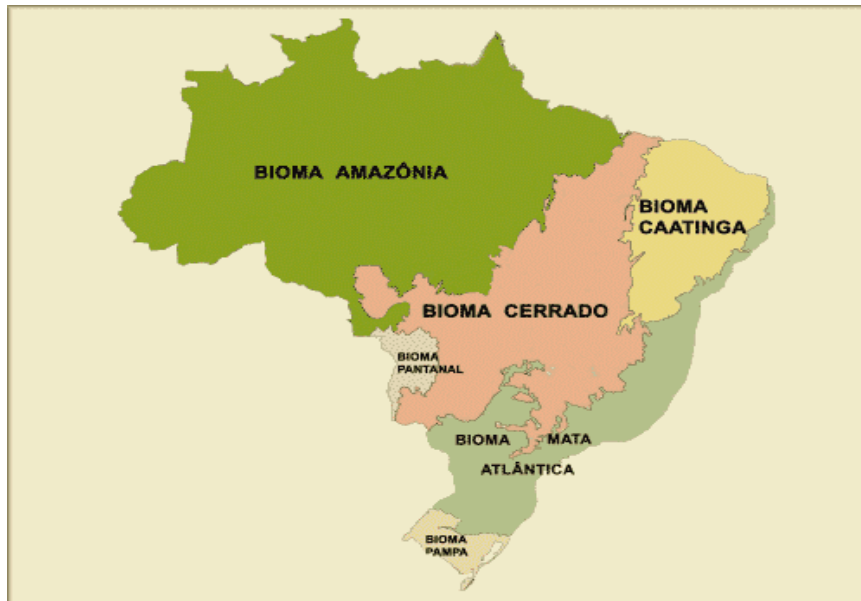 BIOMA AMAZÔNIA
BIOMA
CAATINGA
BIOMA CERRADO
BIOMA
PANTANAL
BIOMA MATA
ATLÂNTICA
BIOMA
PAMPA